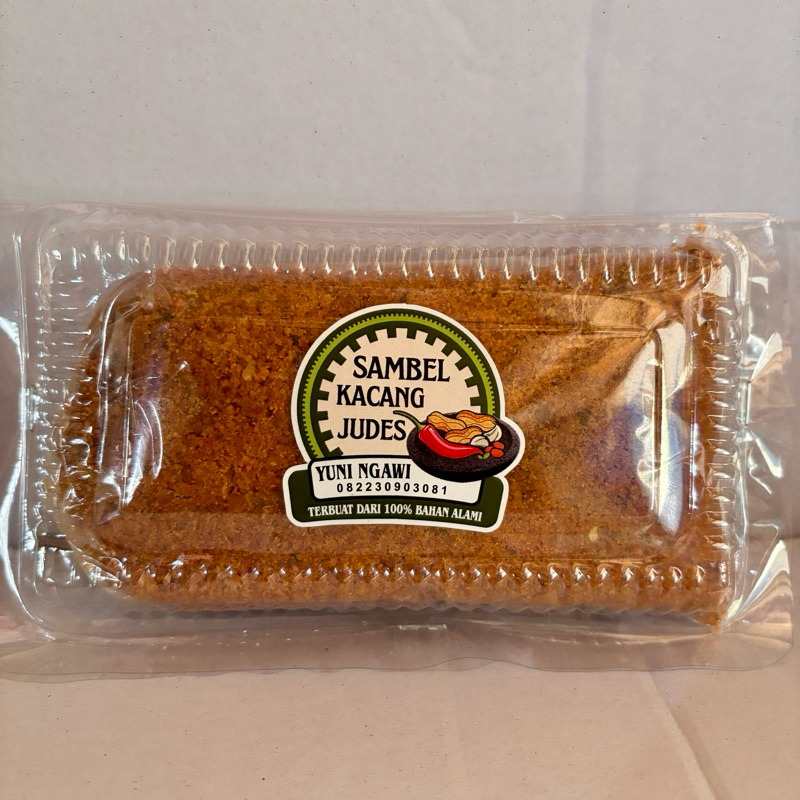 SAMBEL
KACANG
JUDES
YUNI NGAWI
082230903081
TERBUAT DARI 100% BAHAN ALAMI